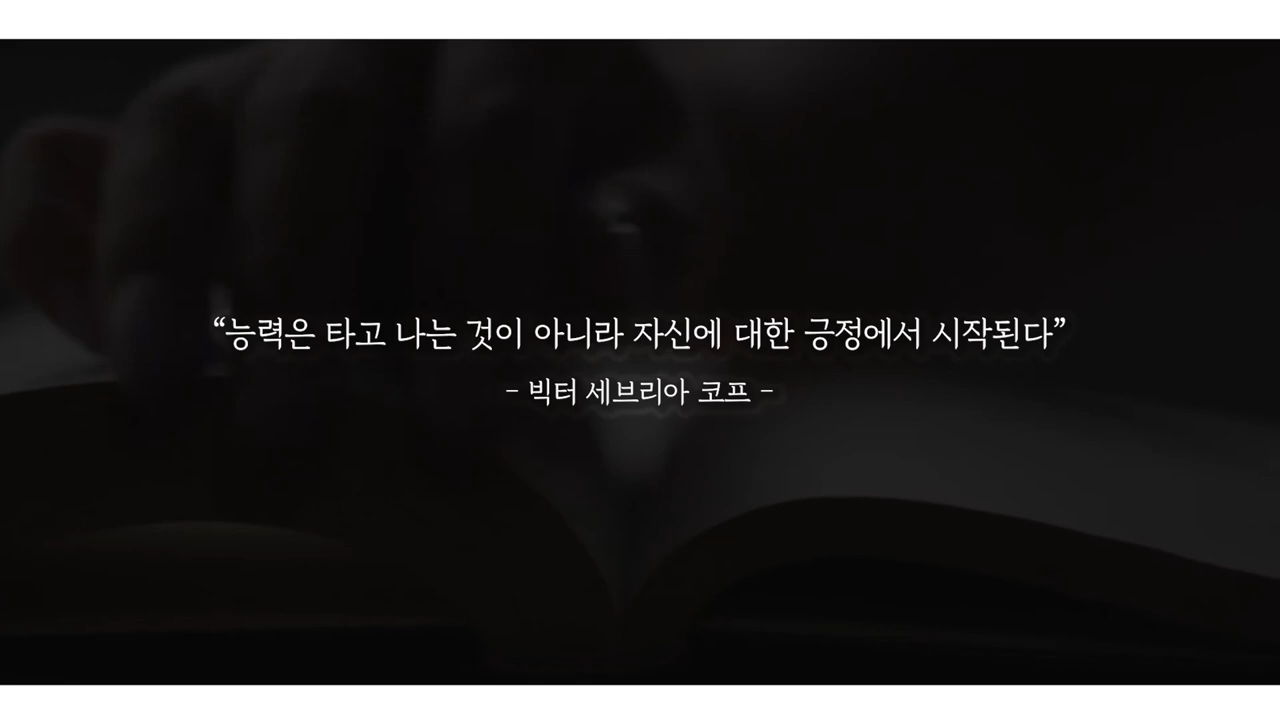 “능력은 타고 나는 것이 아니라 자신에 대한 긍정에서 시작된다”
- 빅터 세브리아 코프 -